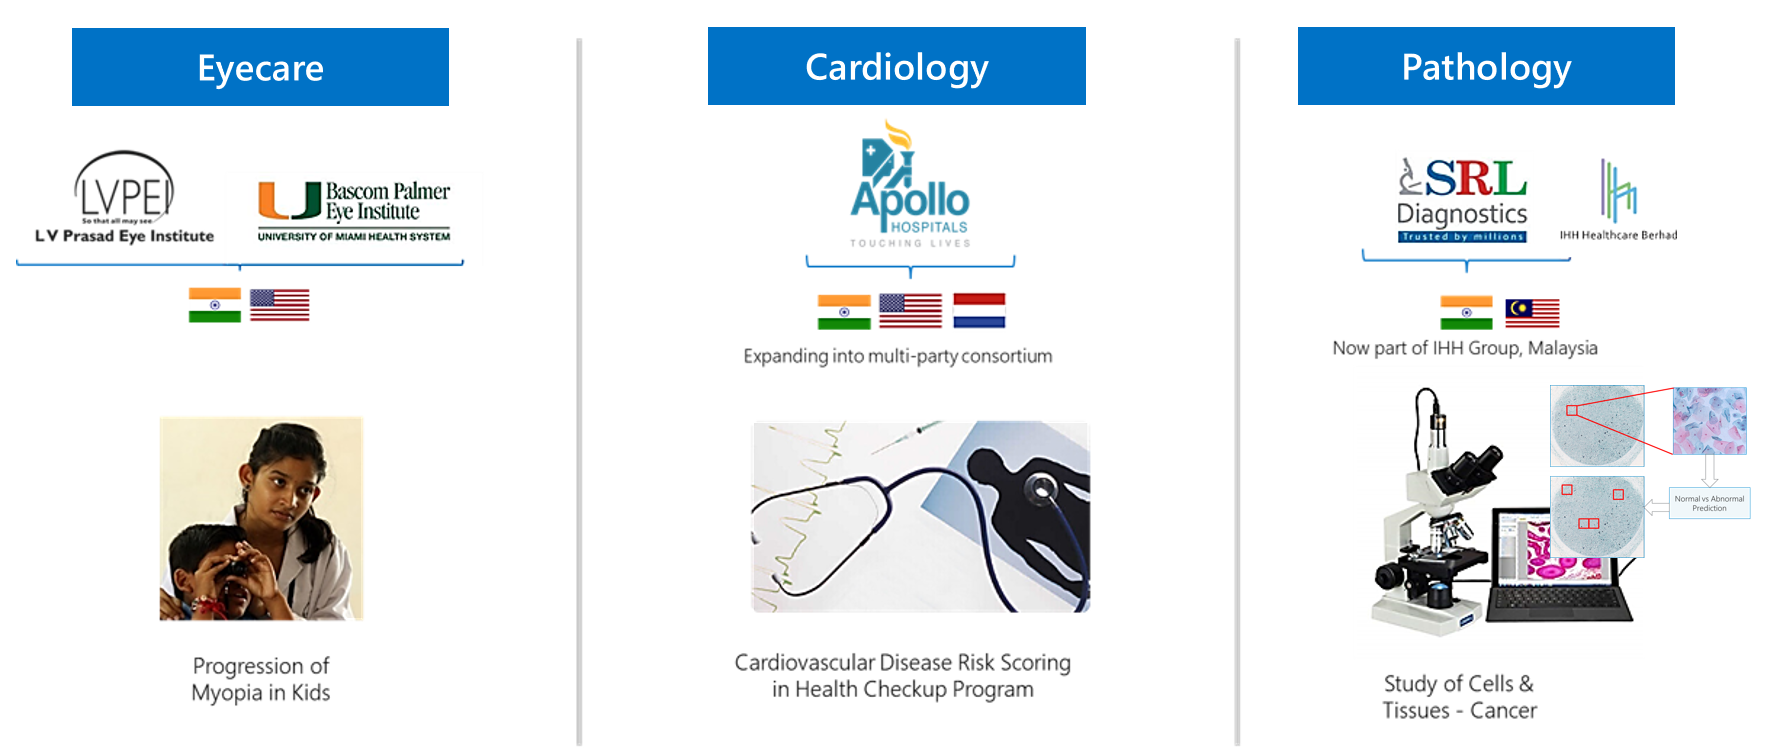 Eyecare
LVPEI
So that all may see
L V Prasad Eye Institute
Bascom Palmer
Eye Institute
UNIVERSITY OF MIAMI HEALTH SYSTEM
Progression of
Myopia in Kids
Cardiology
Apollo
HOSPITALS
TOUCHING LIVES
Expanding into multi-party consortium
Cardiovascular Disease Risk Scoring
in Health Checkup Program
Pathology
SRL
Diagnostics
Trusted by millions
IHH Healthcare Berhad
Now part of IHH Group, Malaysia
Normal vs Abnormal
Prediction
Study of Cells &
Tissues - Cancer